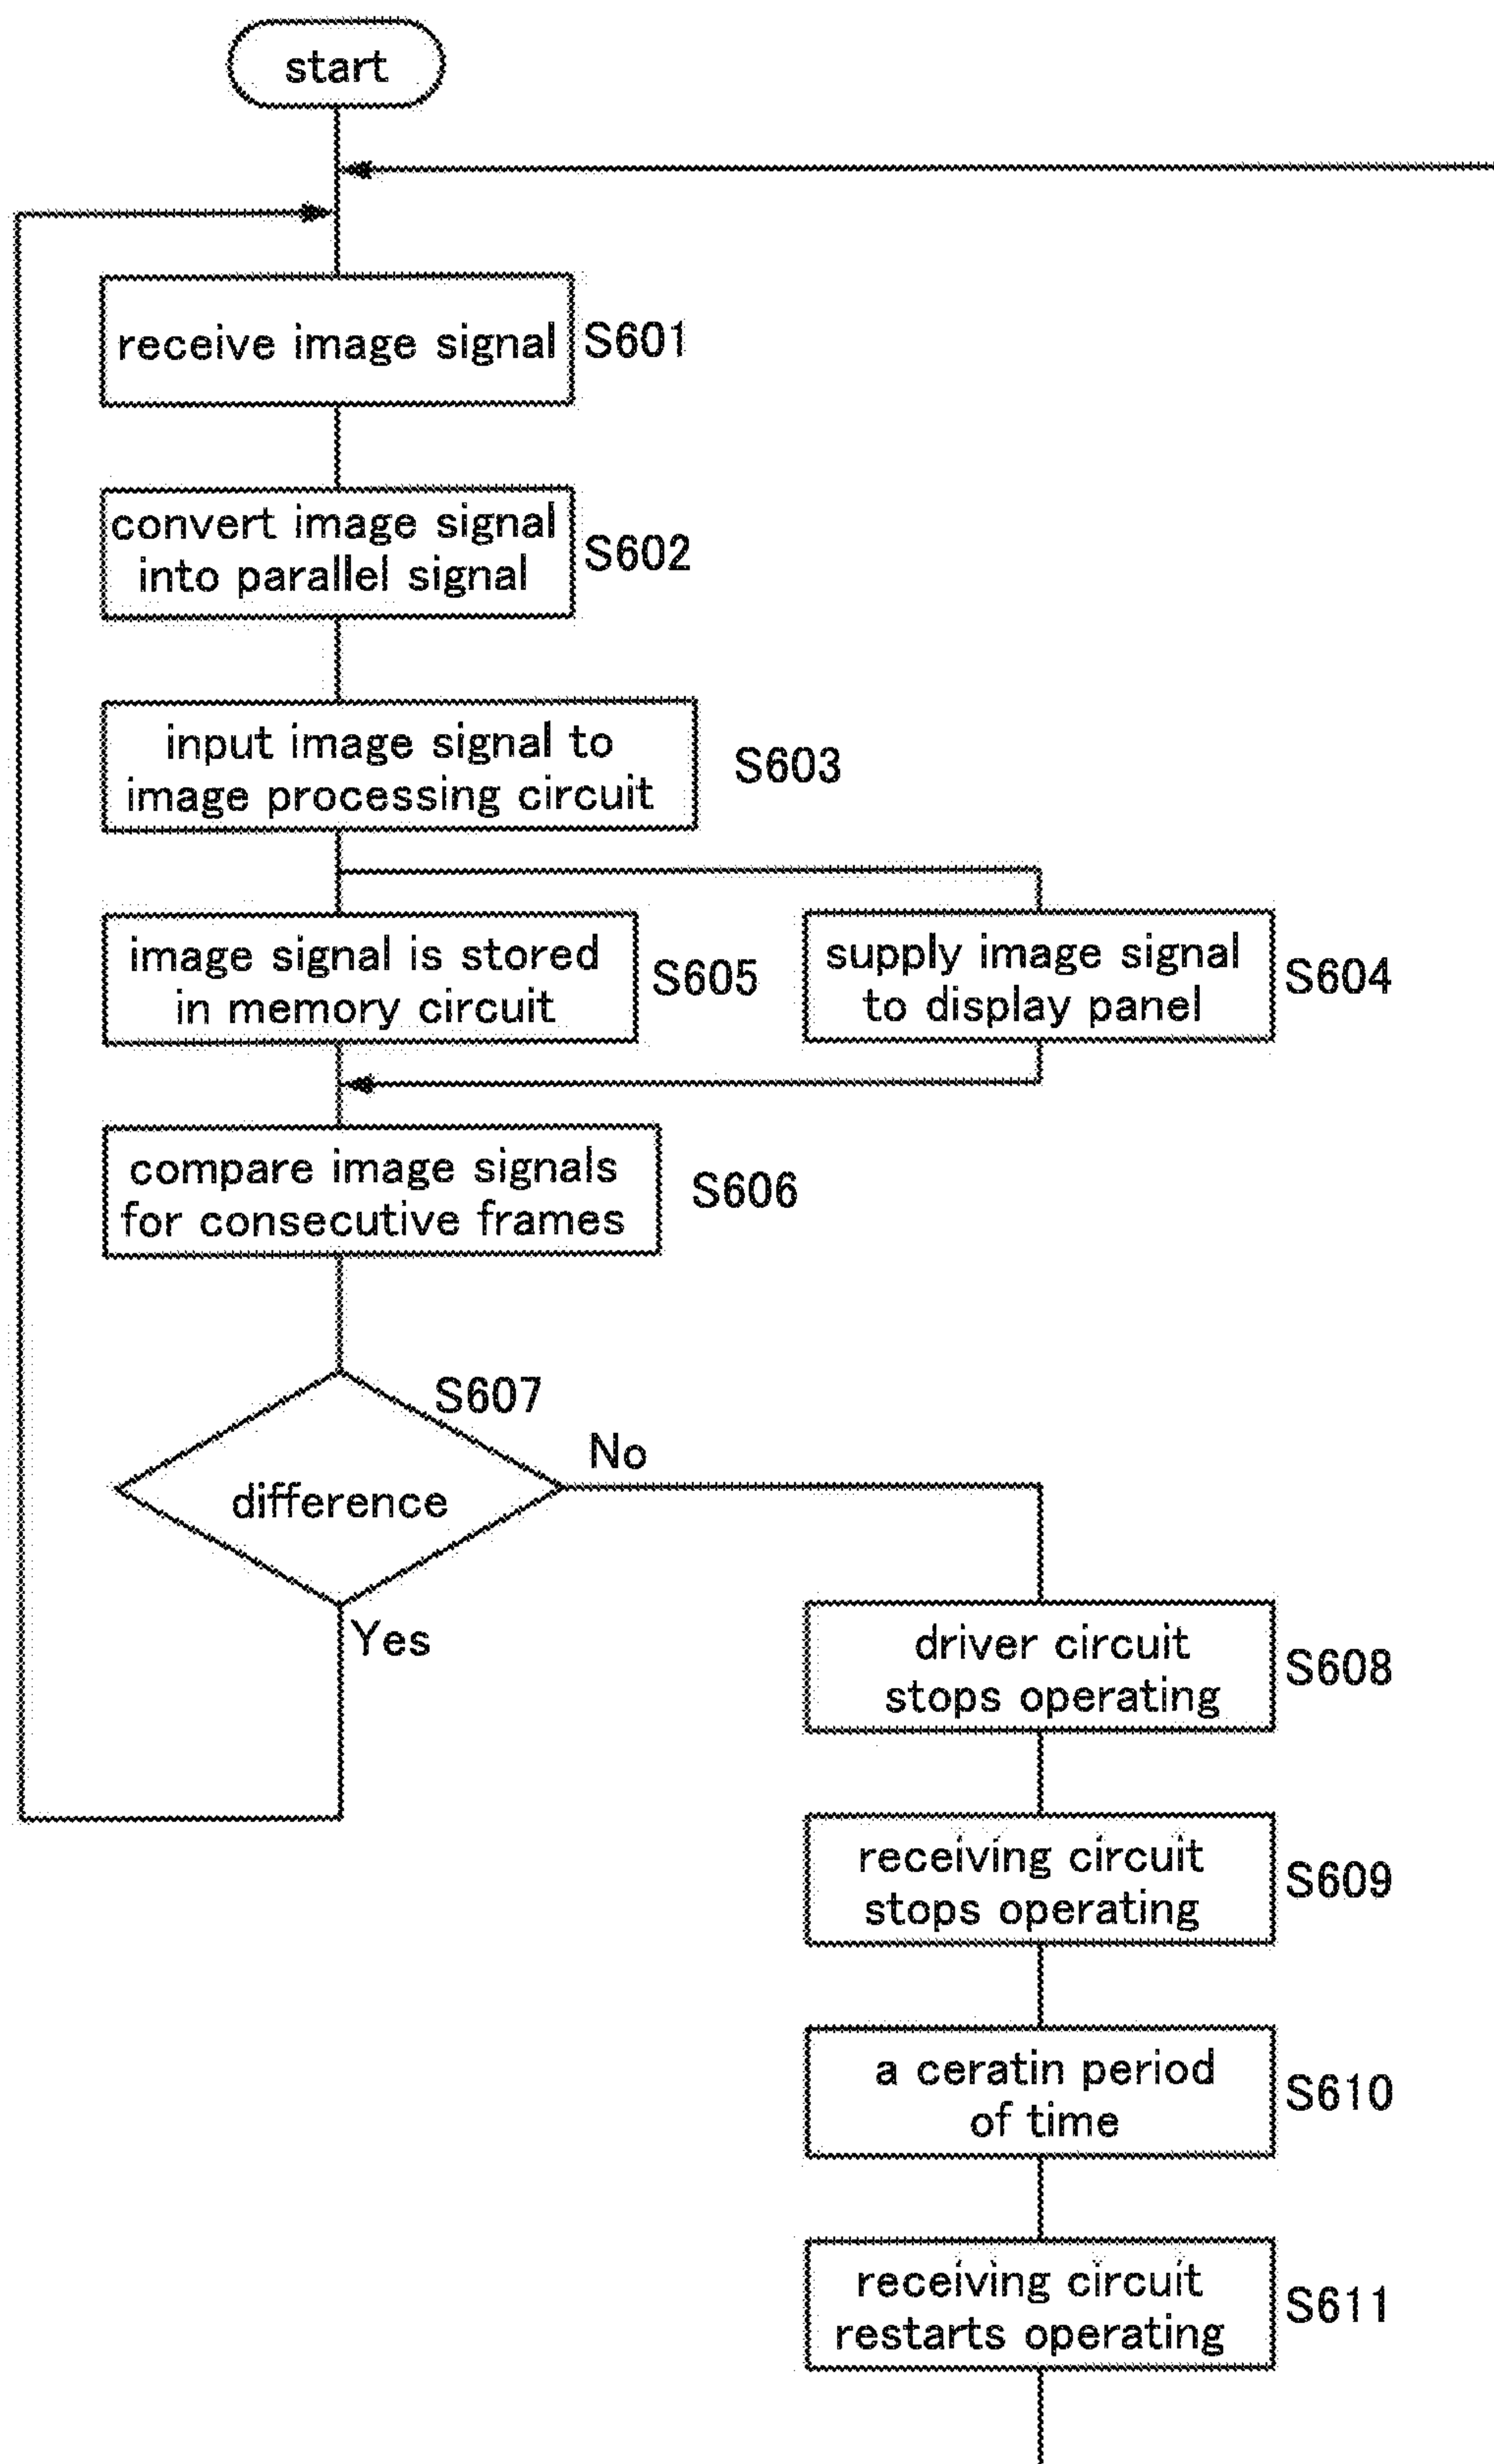 start
receive image signal
S601
convert image signal
into parallel signal
S602
input image signal to
image processing circuit
S603
image signal is stored
in memory circuit
S605
supply image signal
to display panel
S604
compare image signals
for consecutive frames
S606
S607
difference
No
Yes
driver circuit
stops operating
S608
receiving circuit
stops operating
S609
a ceratin period
of time
S610
receiving circuit
restarts operating
S611